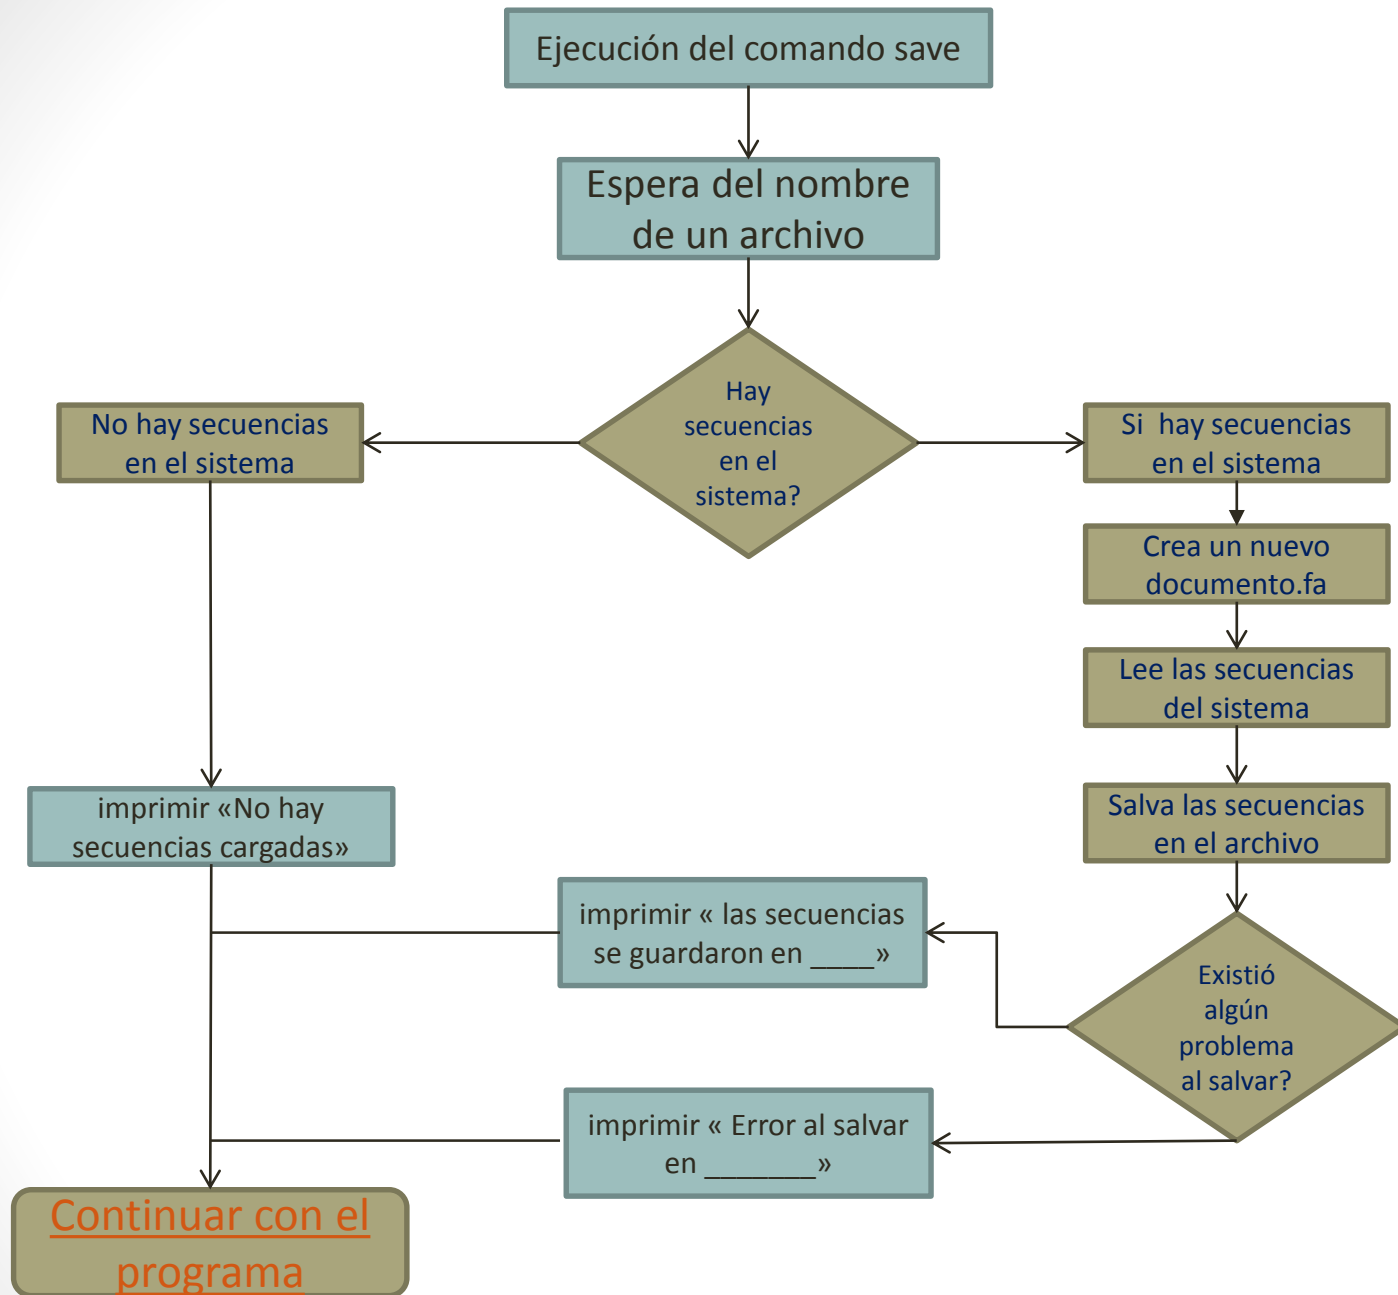 Ejecución del comando save
Espera del nombre
de un archivo
Hay
secuencias
en el
sistema?
No hay secuencias
en el sistema
Si hay secuencias
en el sistema
Crea un nuevo
documento.fa
Lee las secuencias
del sistema
Salva las secuencias
en el archivo
imprimir «No hay
secuencias cargadas»
imprimir « las secuencias
se guardaron en ____»
Existió
algún
problema
al salvar?
imprimir « Error al salvar
en _______»
Continuar con el
programa